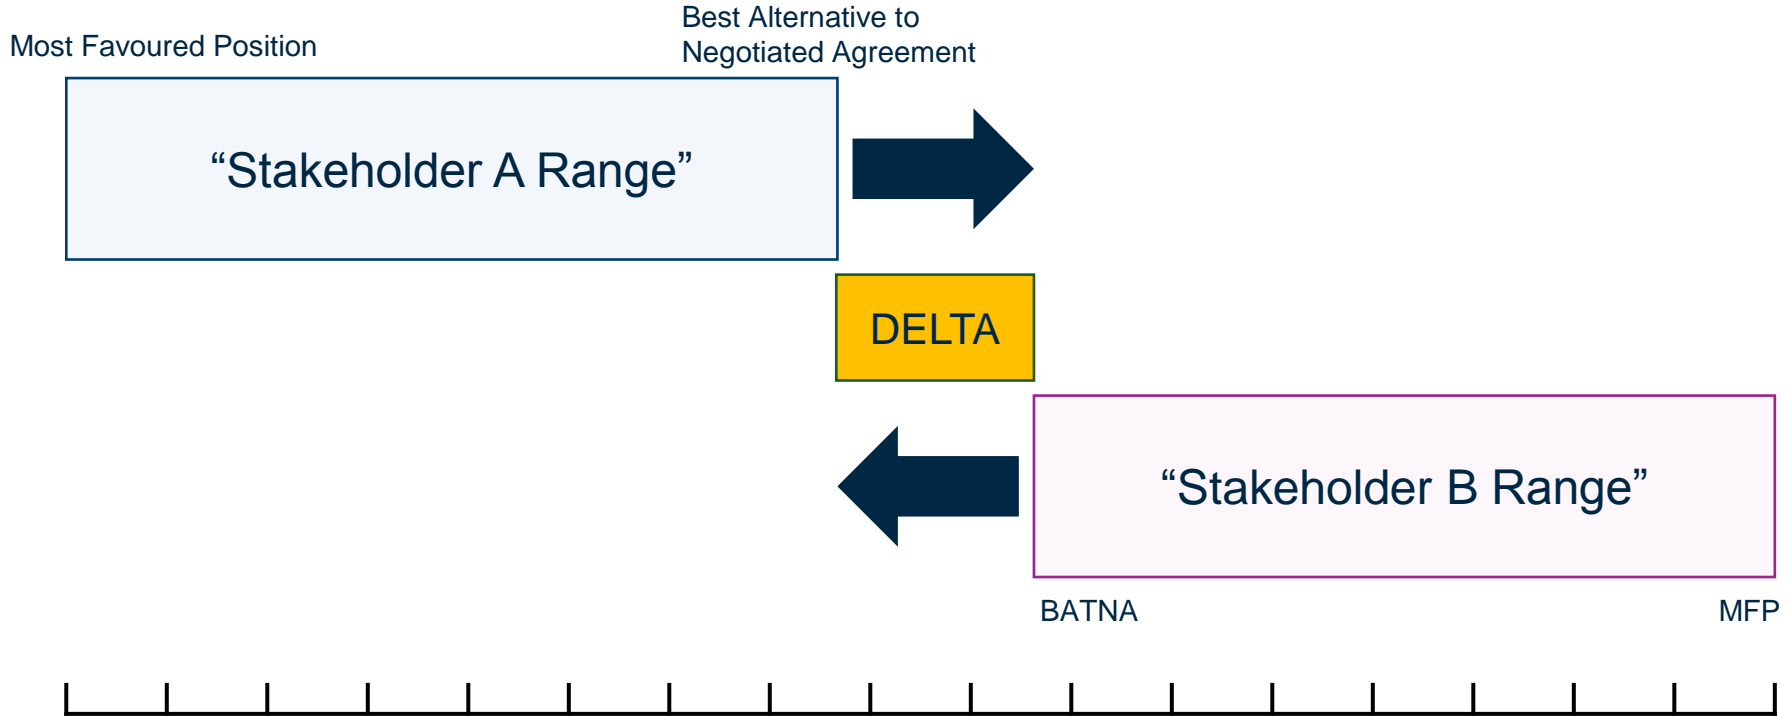 Most Favoured Position
Best Alternative to
Negotiated Agreement
“Stakeholder A Range”
DELTA
“Stakeholder B Range”
BATNA
MFP